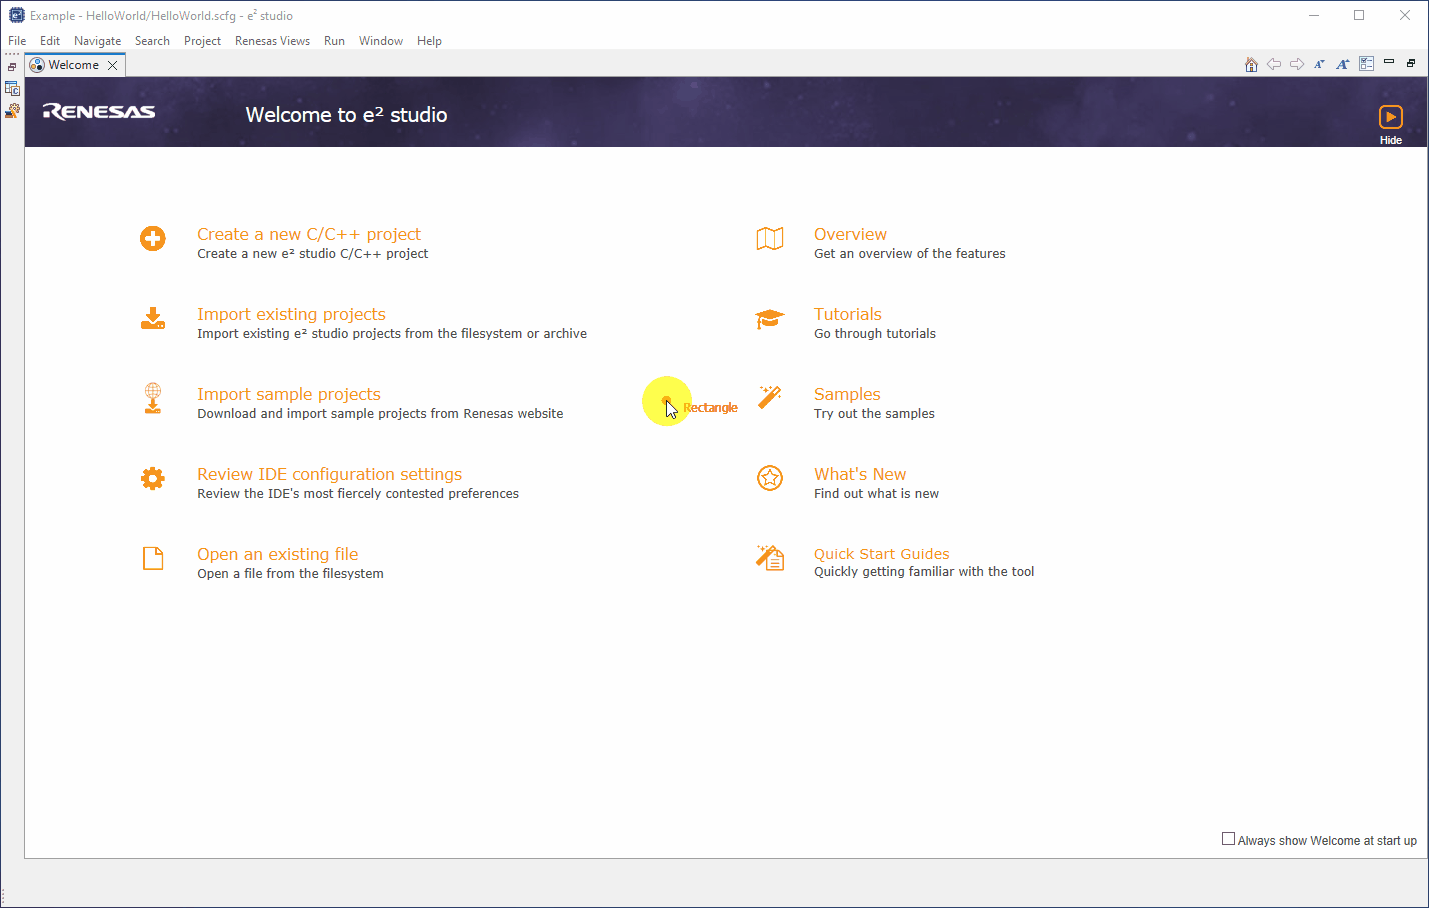 Example - HelloWorld/HelloWorld.scfg - e² studio
File Edit Navigate Search Project Renesas Views Run Window Help
Welcome
RENESAS
Welcome to e² studio
Hide
Create a new C/C++ project
Create a new e² studio C/C++ project
Import existing projects
Import existing e² studio projects from the filesystem or archive
Import sample projects
Download and import sample projects from Renesas website
Review IDE configuration settings
Review the IDE's most fiercely contested preferences
Open an existing file
Open a file from the filesystem
Rectangle
Overview
Get an overview of the features
Tutorials
Go through tutorials
Samples
Try out the samples
What's New
Find out what is new
Quick Start Guides
Quickly getting familiar with the tool
Always show Welcome at start up